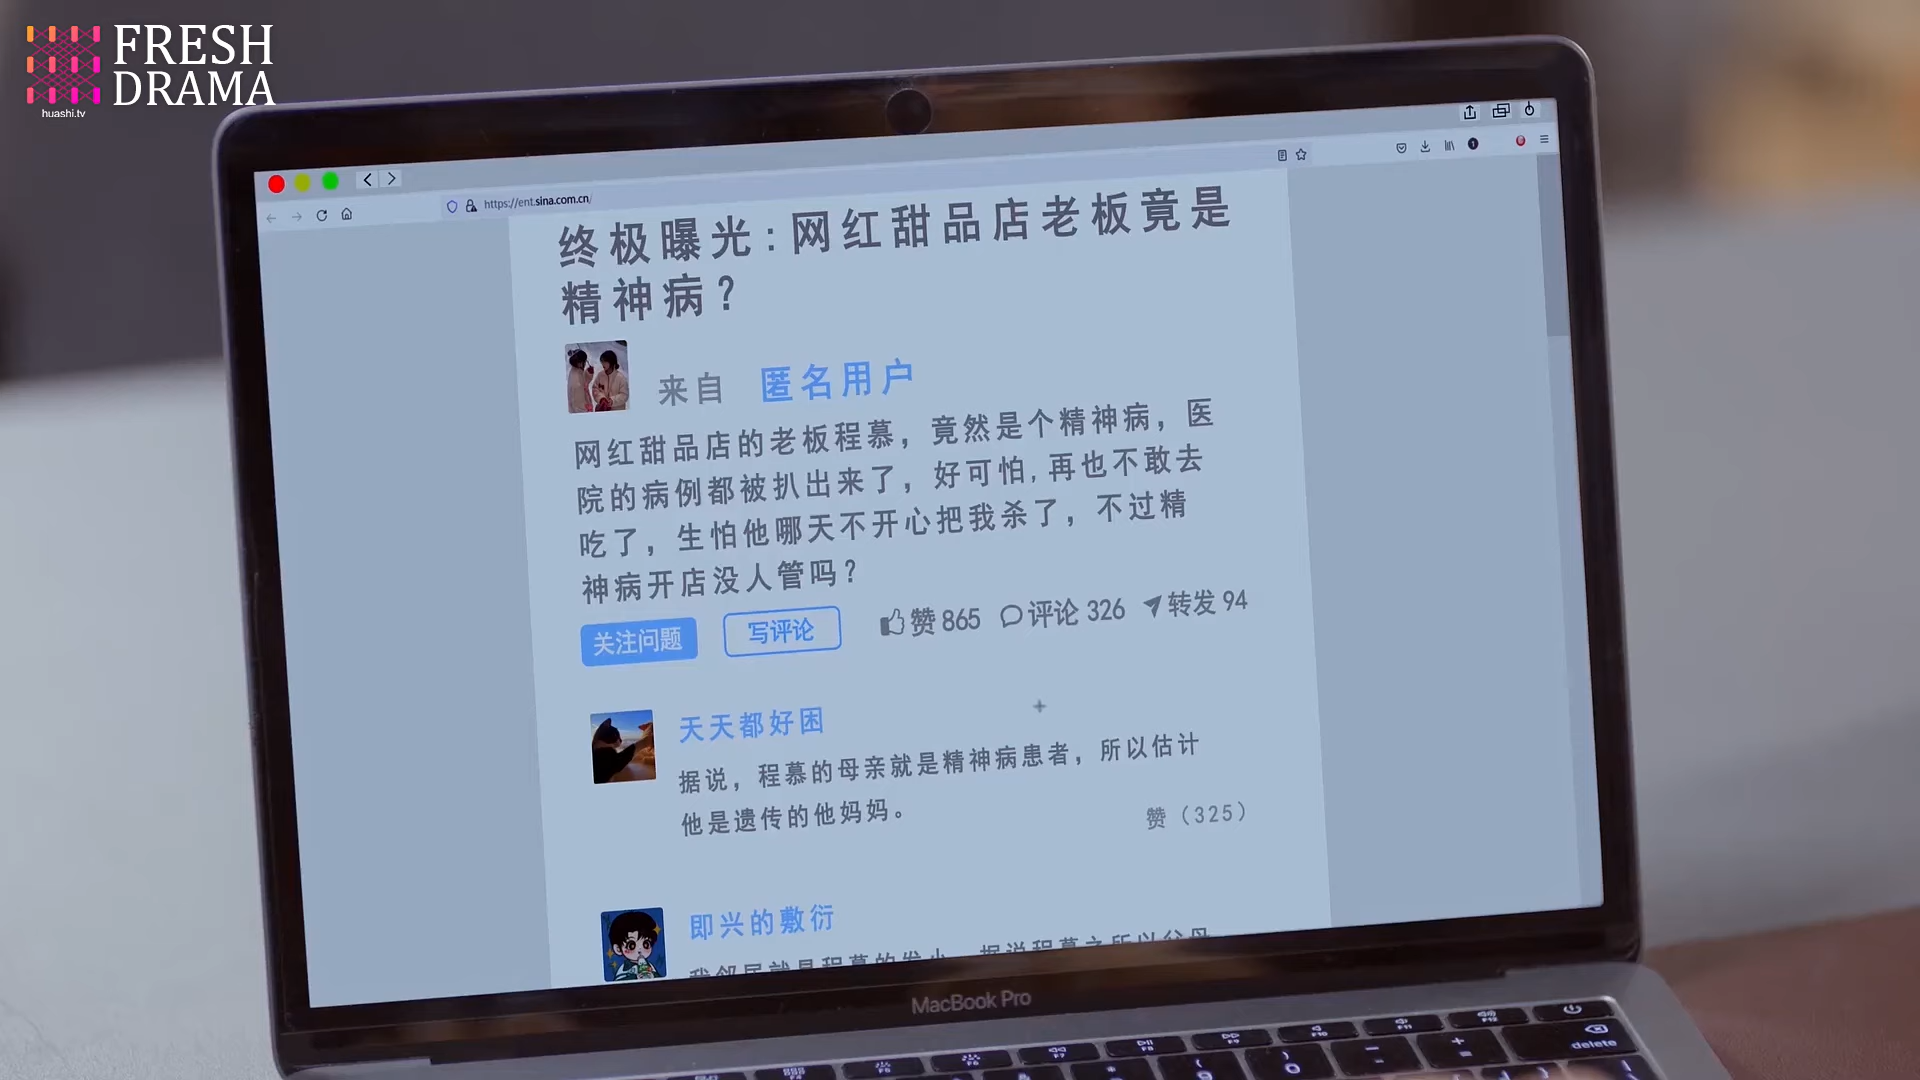 FRESH
DRAMA
huashi.tv
https://ent.sina.com.cn/
终极曝光:网红甜品店老板竟是
精神病?
来自 匿名用户
网红甜品店的老板程慕，竟然是个精神病，医
院的病例都被扒出来了，好可怕,再也不敢去
吃了，生怕他哪天不开心把我杀了，不过精
神病开店没人管吗?
关注问题 写评论 赞 865 评论 326 转发 94
天天都好困
据说，程慕的母亲就是精神病患者，所以估计
他是遗传的他妈妈。
赞（325）
即兴的敷衍
MacBook Pro
delete